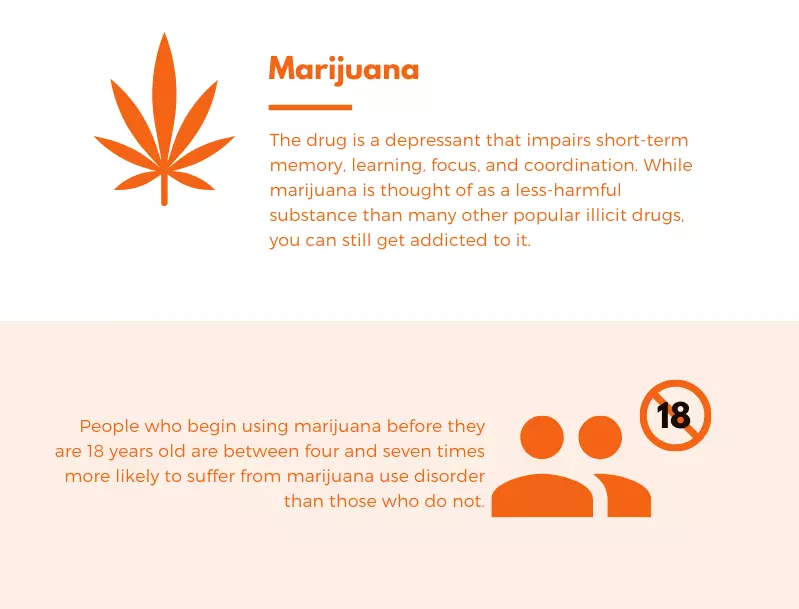 Marijuana
The drug is a depressant that impairs short-term
memory, learning, focus, and coordination. While
marijuana is thought of as a less-harmful
substance than many other popular illicit drugs,
you can still get addicted to it.
18
People who begin using marijuana before they
are 18 years old are between four and seven times
more likely to suffer from marijuana use disorder
than those who do not.